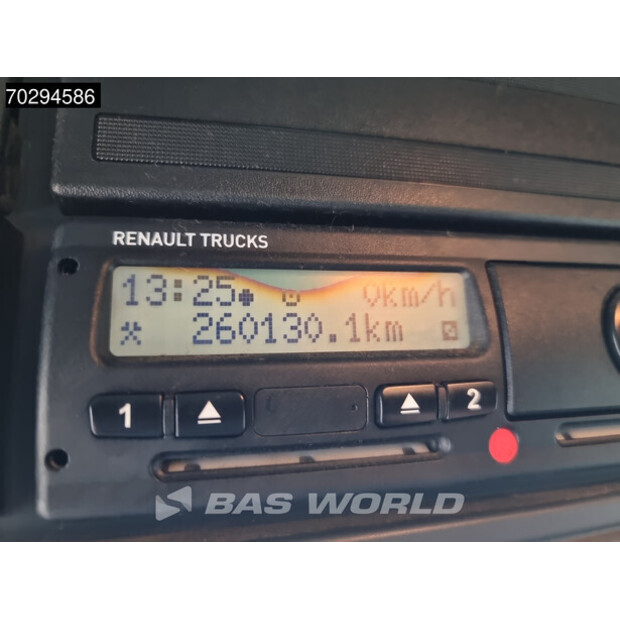 70294586
RENAULT TRUCKS
13:25 0km/h
260130.1km
1 2
BAS WORLD